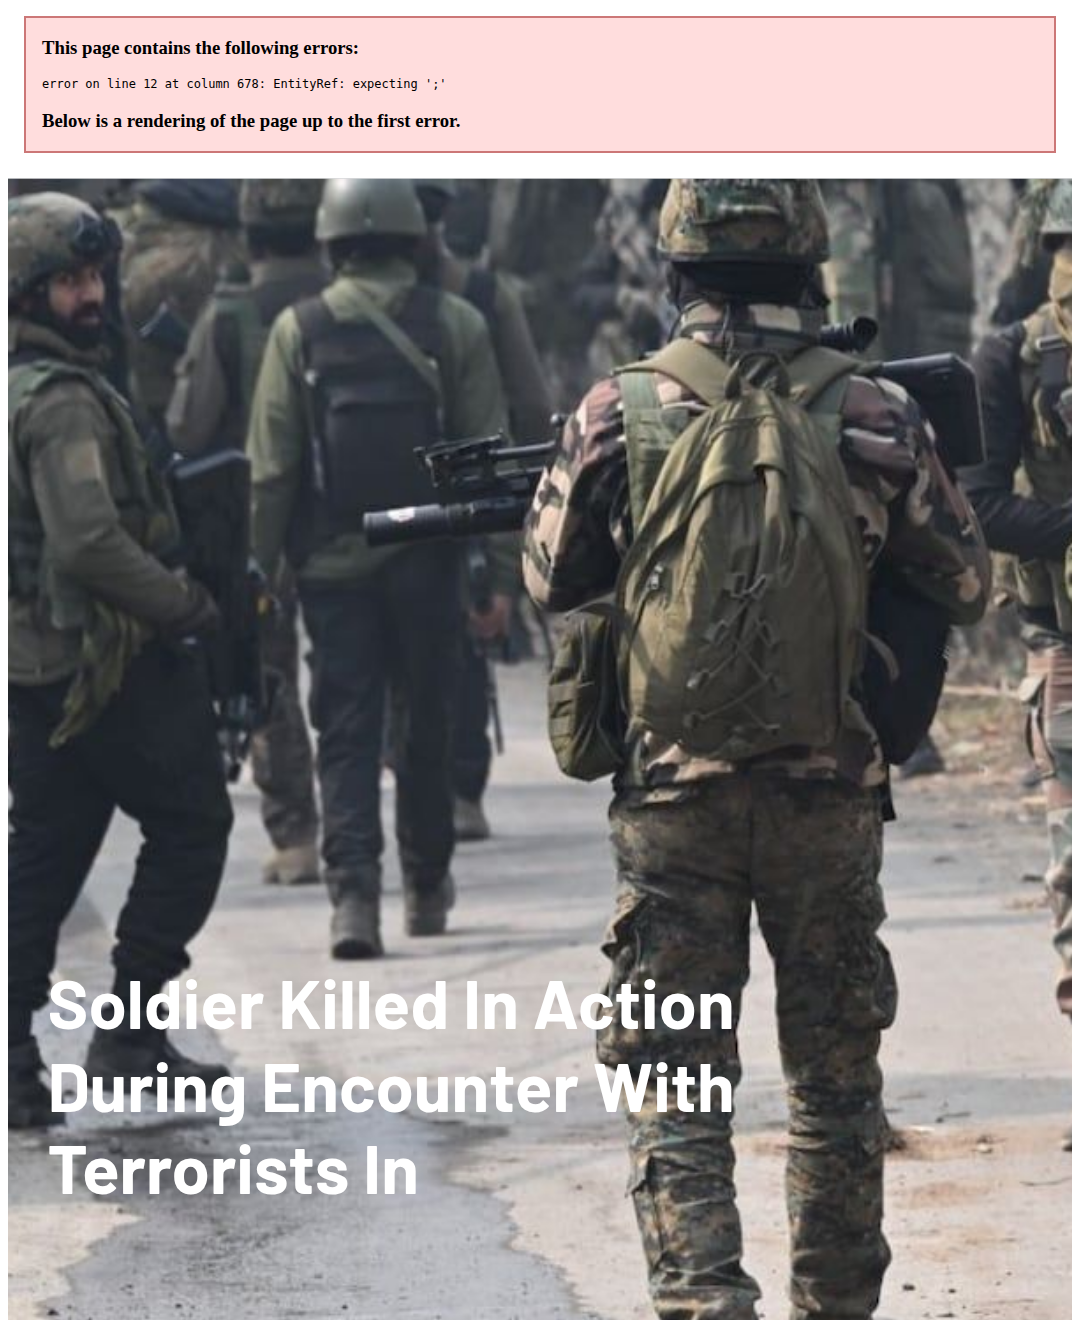 This page contains the following errors:
error on line 12 at column 678: EntityRef: expecting ';'
Below is a rendering of the page up to the first error.
Soldier Killed In Action
During Encounter With
Terrorists In